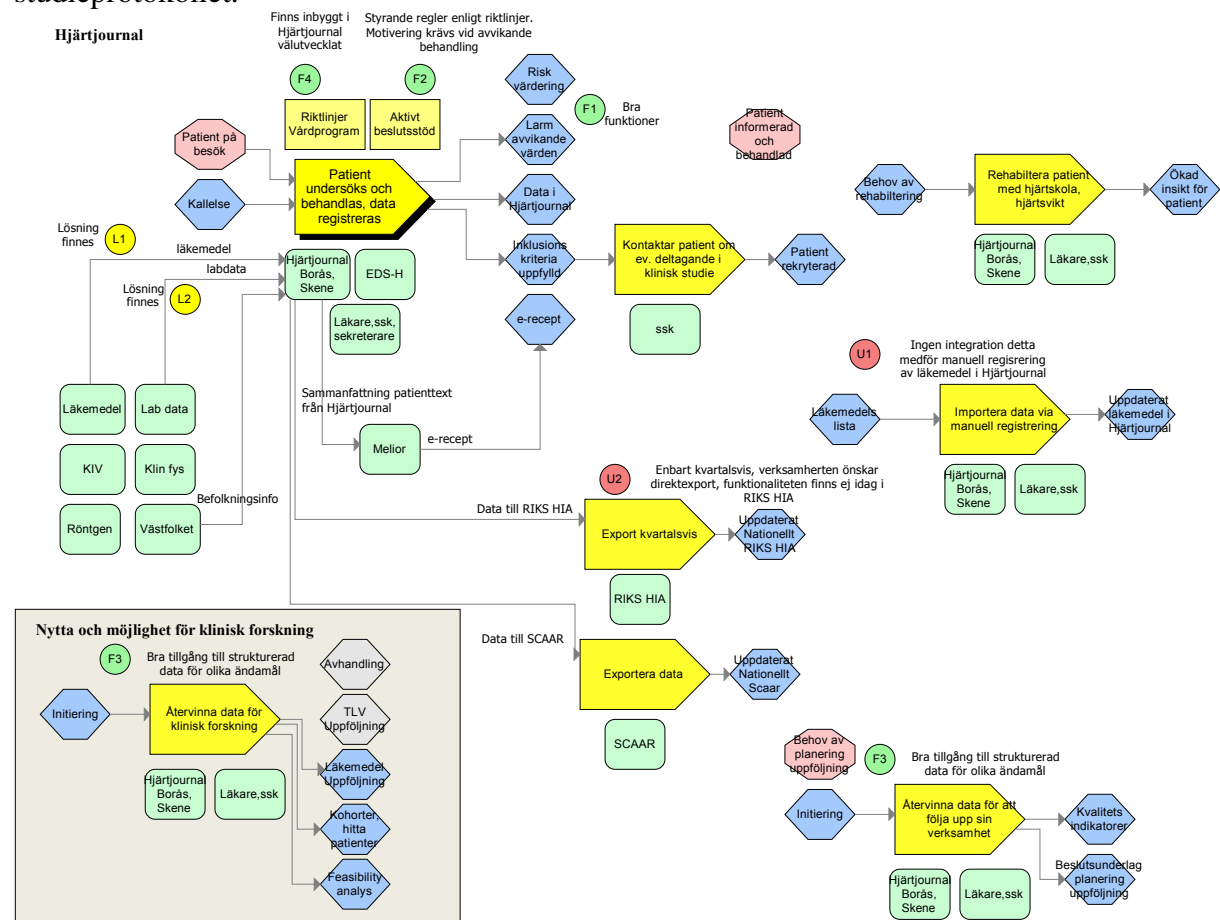 studieprotokollet.
Hjärtjournal
Finns inbyggt i
Hjärtjournal
välutvecklat
Styrande regler enligt riktlinjer.
Motivering krävs vid avvikande
behandling
F4
F2
Riktlinjer
Vårdprogram
Aktivt
beslutsstöd
Risk
värdering
F1
Bra
funktioner
Larm
avvikande
värden
Patient
informerad
och
behandlad
Patient på
besök
Kallelse
Patient
undersöks och
behandlas, data
registreras
Data i
Hjärtjournal
Inklusions
kriteria
uppfylld
e-recept
Kontaktar patient om
ev. deltagande i
klinisk studie
Patient
rekryterad
ssk
Behov av
rehabiltering
Rehabiltera patient
med hjärtskola,
hjärtsvikt
Ökad
insikt för
patient
Hjärtjournal
Borås,
Skene
Läkare,ssk
Lösning
finnes
L1
läkemedel
labdata
Lösning
finnes
L2
Hjärtjournal
Borås,
Skene
EDS-H
Läkare,ssk,
sekreterare
Läkemedel
Lab data
KIV
Klin fys
Röntgen
Västfolket
Befolkningsinfo
Sammanfattning patienttext
från Hjärtjournal
Melior
e-recept
U1
Ingen integration detta
medför manuell regisrering
av läkemedel i Hjärtjournal
Läkemedels
lista
Importera data via
manuell registrering
Uppdaterat
läkemedel i
Hjärtjournal
Hjärtjournal
Borås,
Skene
Läkare,ssk
U2
Enbart kvartalsvis, verksamherten önskar
direktexport, funktionaliteten finns ej idag i
RIKS HIA
Data till RIKS HIA
Export kvartalsvis
Uppdaterat
Nationellt
RIKS HIA
RIKS HIA
Data till SCAAR
Exportera data
Uppdaterat
Nationellt
Scaar
SCAAR
Nytta och möjlighet för klinisk forskning
F3
Bra tillgång till strukturerad
data för olika ändamål
Initiering
Återvinna data för
klinisk forskning
Hjärtjournal
Borås,
Skene
Läkare,ssk
Avhandling
TLV
Uppföljning
Läkemedel
Uppföljning
Kohorter,
hitta
patienter
Feasibility
analys
Behov av
planering
uppföljning
F3
Bra tillgång till strukturerad
data för olika ändamål
Initiering
Återvinna data för att
följa upp sin
verksamhet
Kvalitets
indikatorer
Beslutsunderlag
planering
uppföljning
Hjärtjournal
Borås,
Skene
Läkare,ssk